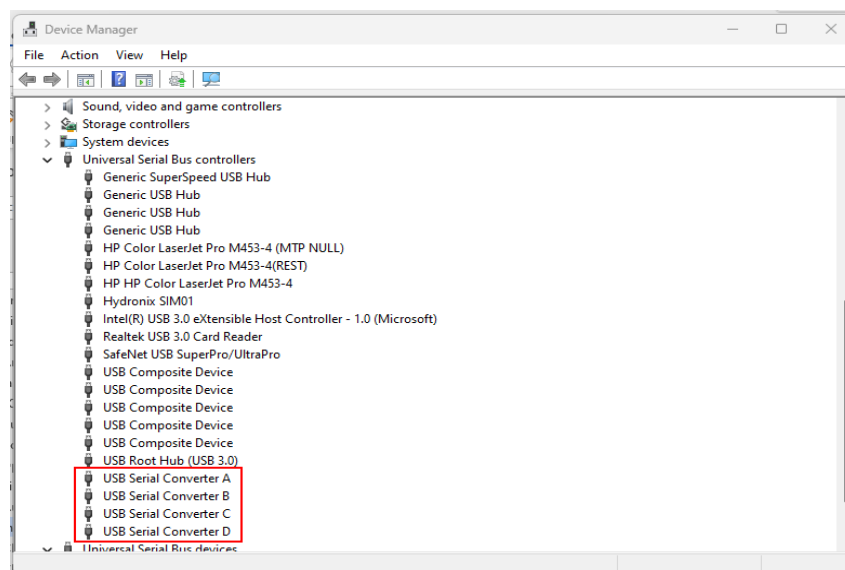 Device Manager
File Action View Help
Sound, video and game controllers
Storage controllers
System devices
Universal Serial Bus controllers
Generic SuperSpeed USB Hub
Generic USB Hub
Generic USB Hub
Generic USB Hub
HP Color LaserJet Pro M453-4 (MTP NULL)
HP Color LaserJet Pro M453-4(REST)
HP HP Color LaserJet Pro M453-4
Hydronix SIM01
Intel(R) USB 3.0 eXtensible Host Controller - 1.0 (Microsoft)
Realtek USB 3.0 Card Reader
SafeNet USB SuperPro/UltraPro
USB Composite Device
USB Composite Device
USB Composite Device
USB Composite Device
USB Composite Device
USB Root Hub (USB 3.0)
USB Serial Converter A
USB Serial Converter B
USB Serial Converter C
USB Serial Converter D
Universal Serial Bus devices